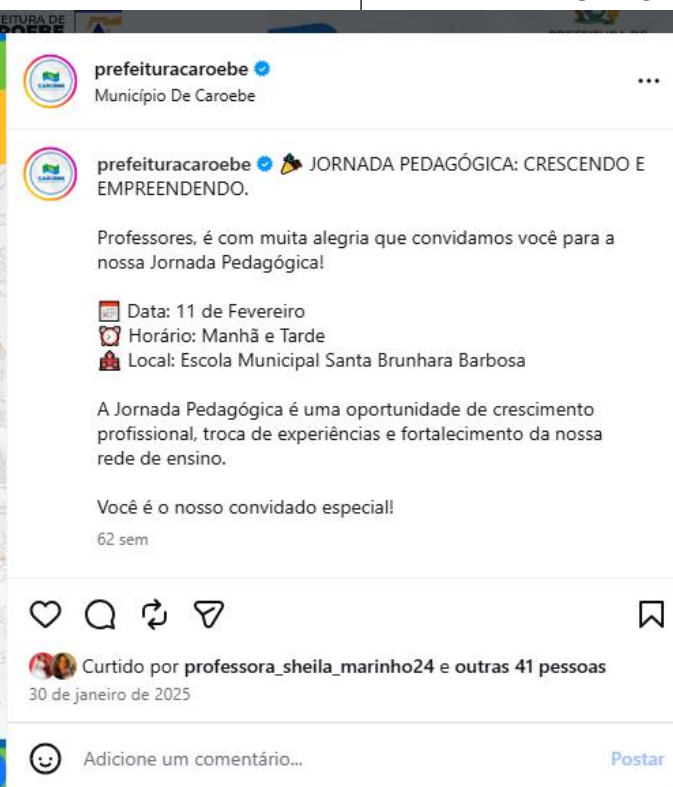 prefeituracaroebe
Município De Caroebe
prefeituracaroebe JORNADA PEDAGÓGICA: CRESCENDO E
EMPREENDENDO.
Professores, é com muita alegria que convidamos você para a
nossa Jornada Pedagógica!
Data: 11 de Fevereiro
Horário: Manhã e Tarde
Local: Escola Municipal Santa Brunhara Barbosa
A Jornada Pedagógica é uma oportunidade de crescimento
profissional, troca de experiências e fortalecimento da nossa
rede de ensino.
Você é o nosso convidado especial!
62 sem
Curtido por professora_sheila_marinho24 e outras 41 pessoas
30 de janeiro de 2025
Adicione um comentário...
Postar